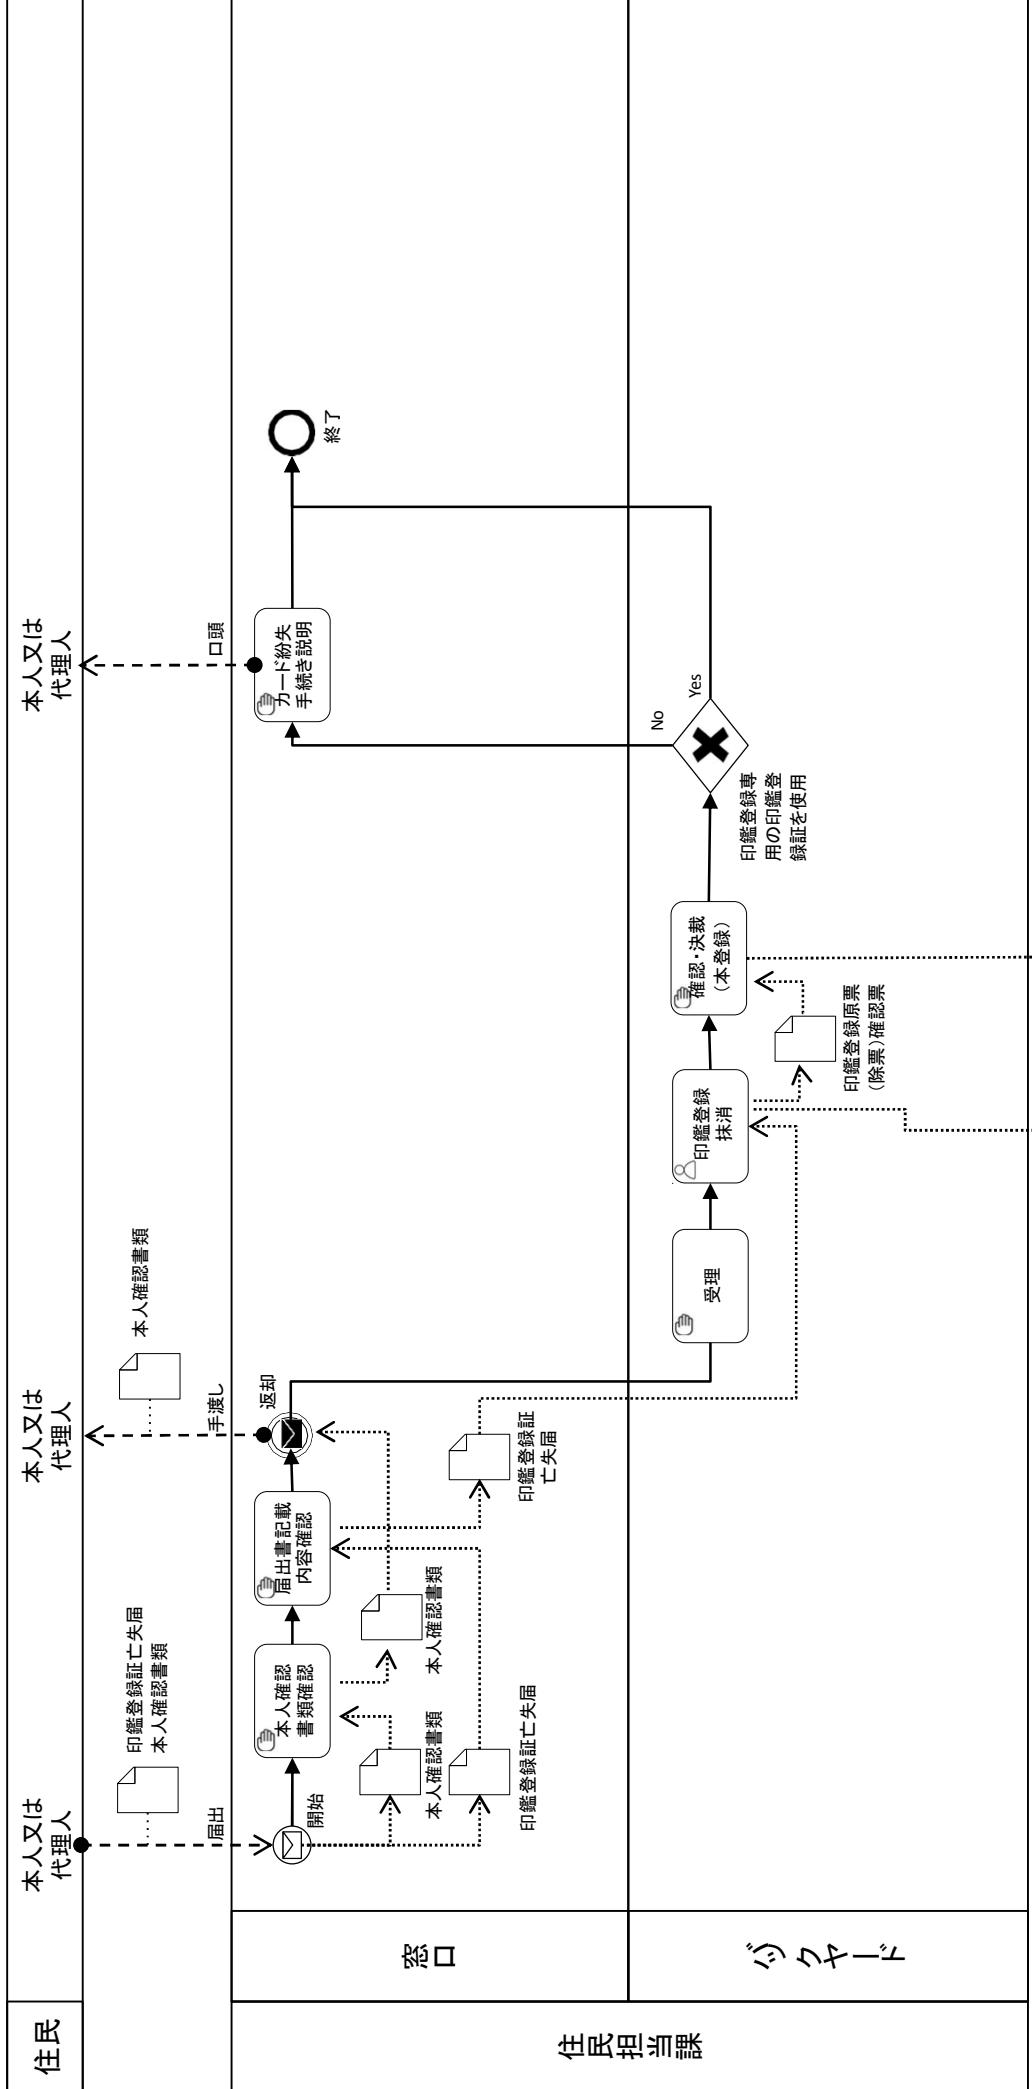 住民
本人又は
代理人
本人又は
代理人
本人又は
代理人
印鑑登録証亡失届
本人確認書類
本人確認書類
届出
手渡し
口頭
住民担当課
窓口
開始
本人確認
書類確認
届出書記載
内容確認
返却
カード紛失
手続き説明
終了
本人確認書類
本人確認書類
印鑑登録証亡失届
印鑑登録証
亡失届
バックヤード
受理
印鑑登録
抹消
確認・決裁
(本登録)
No
Yes
印鑑登録専
用の印鑑登
録証を使用
印鑑登録原票
(除票)確認票